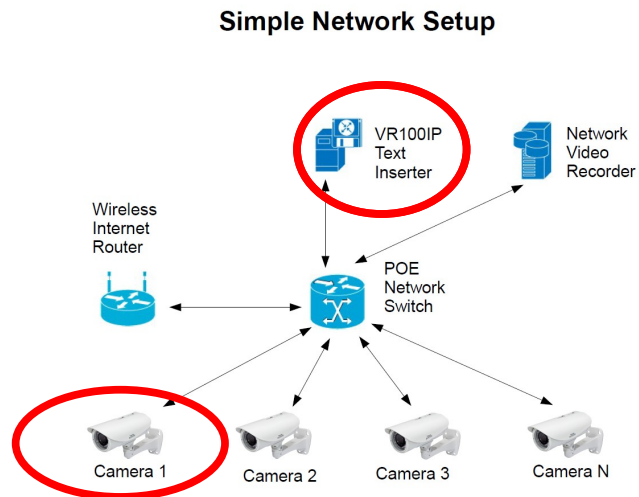 Simple Network Setup
VR100IP
Text
Inserter
Network
Video
Recorder
Wireless
Internet
Router
POE
Network
Switch
Camera 1
Camera 2
Camera 3
Camera N